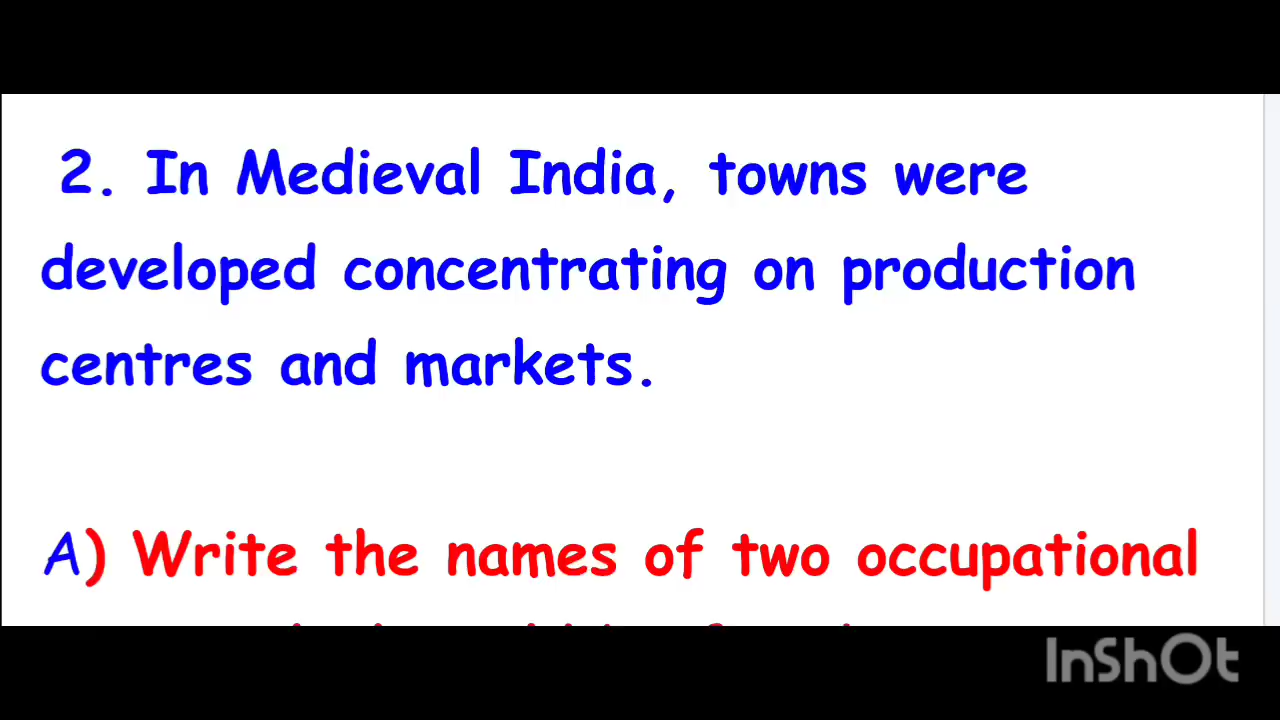 2. In Medieval India, towns were
developed concentrating on production
centres and markets.
A) Write the names of two occupational
InShOt